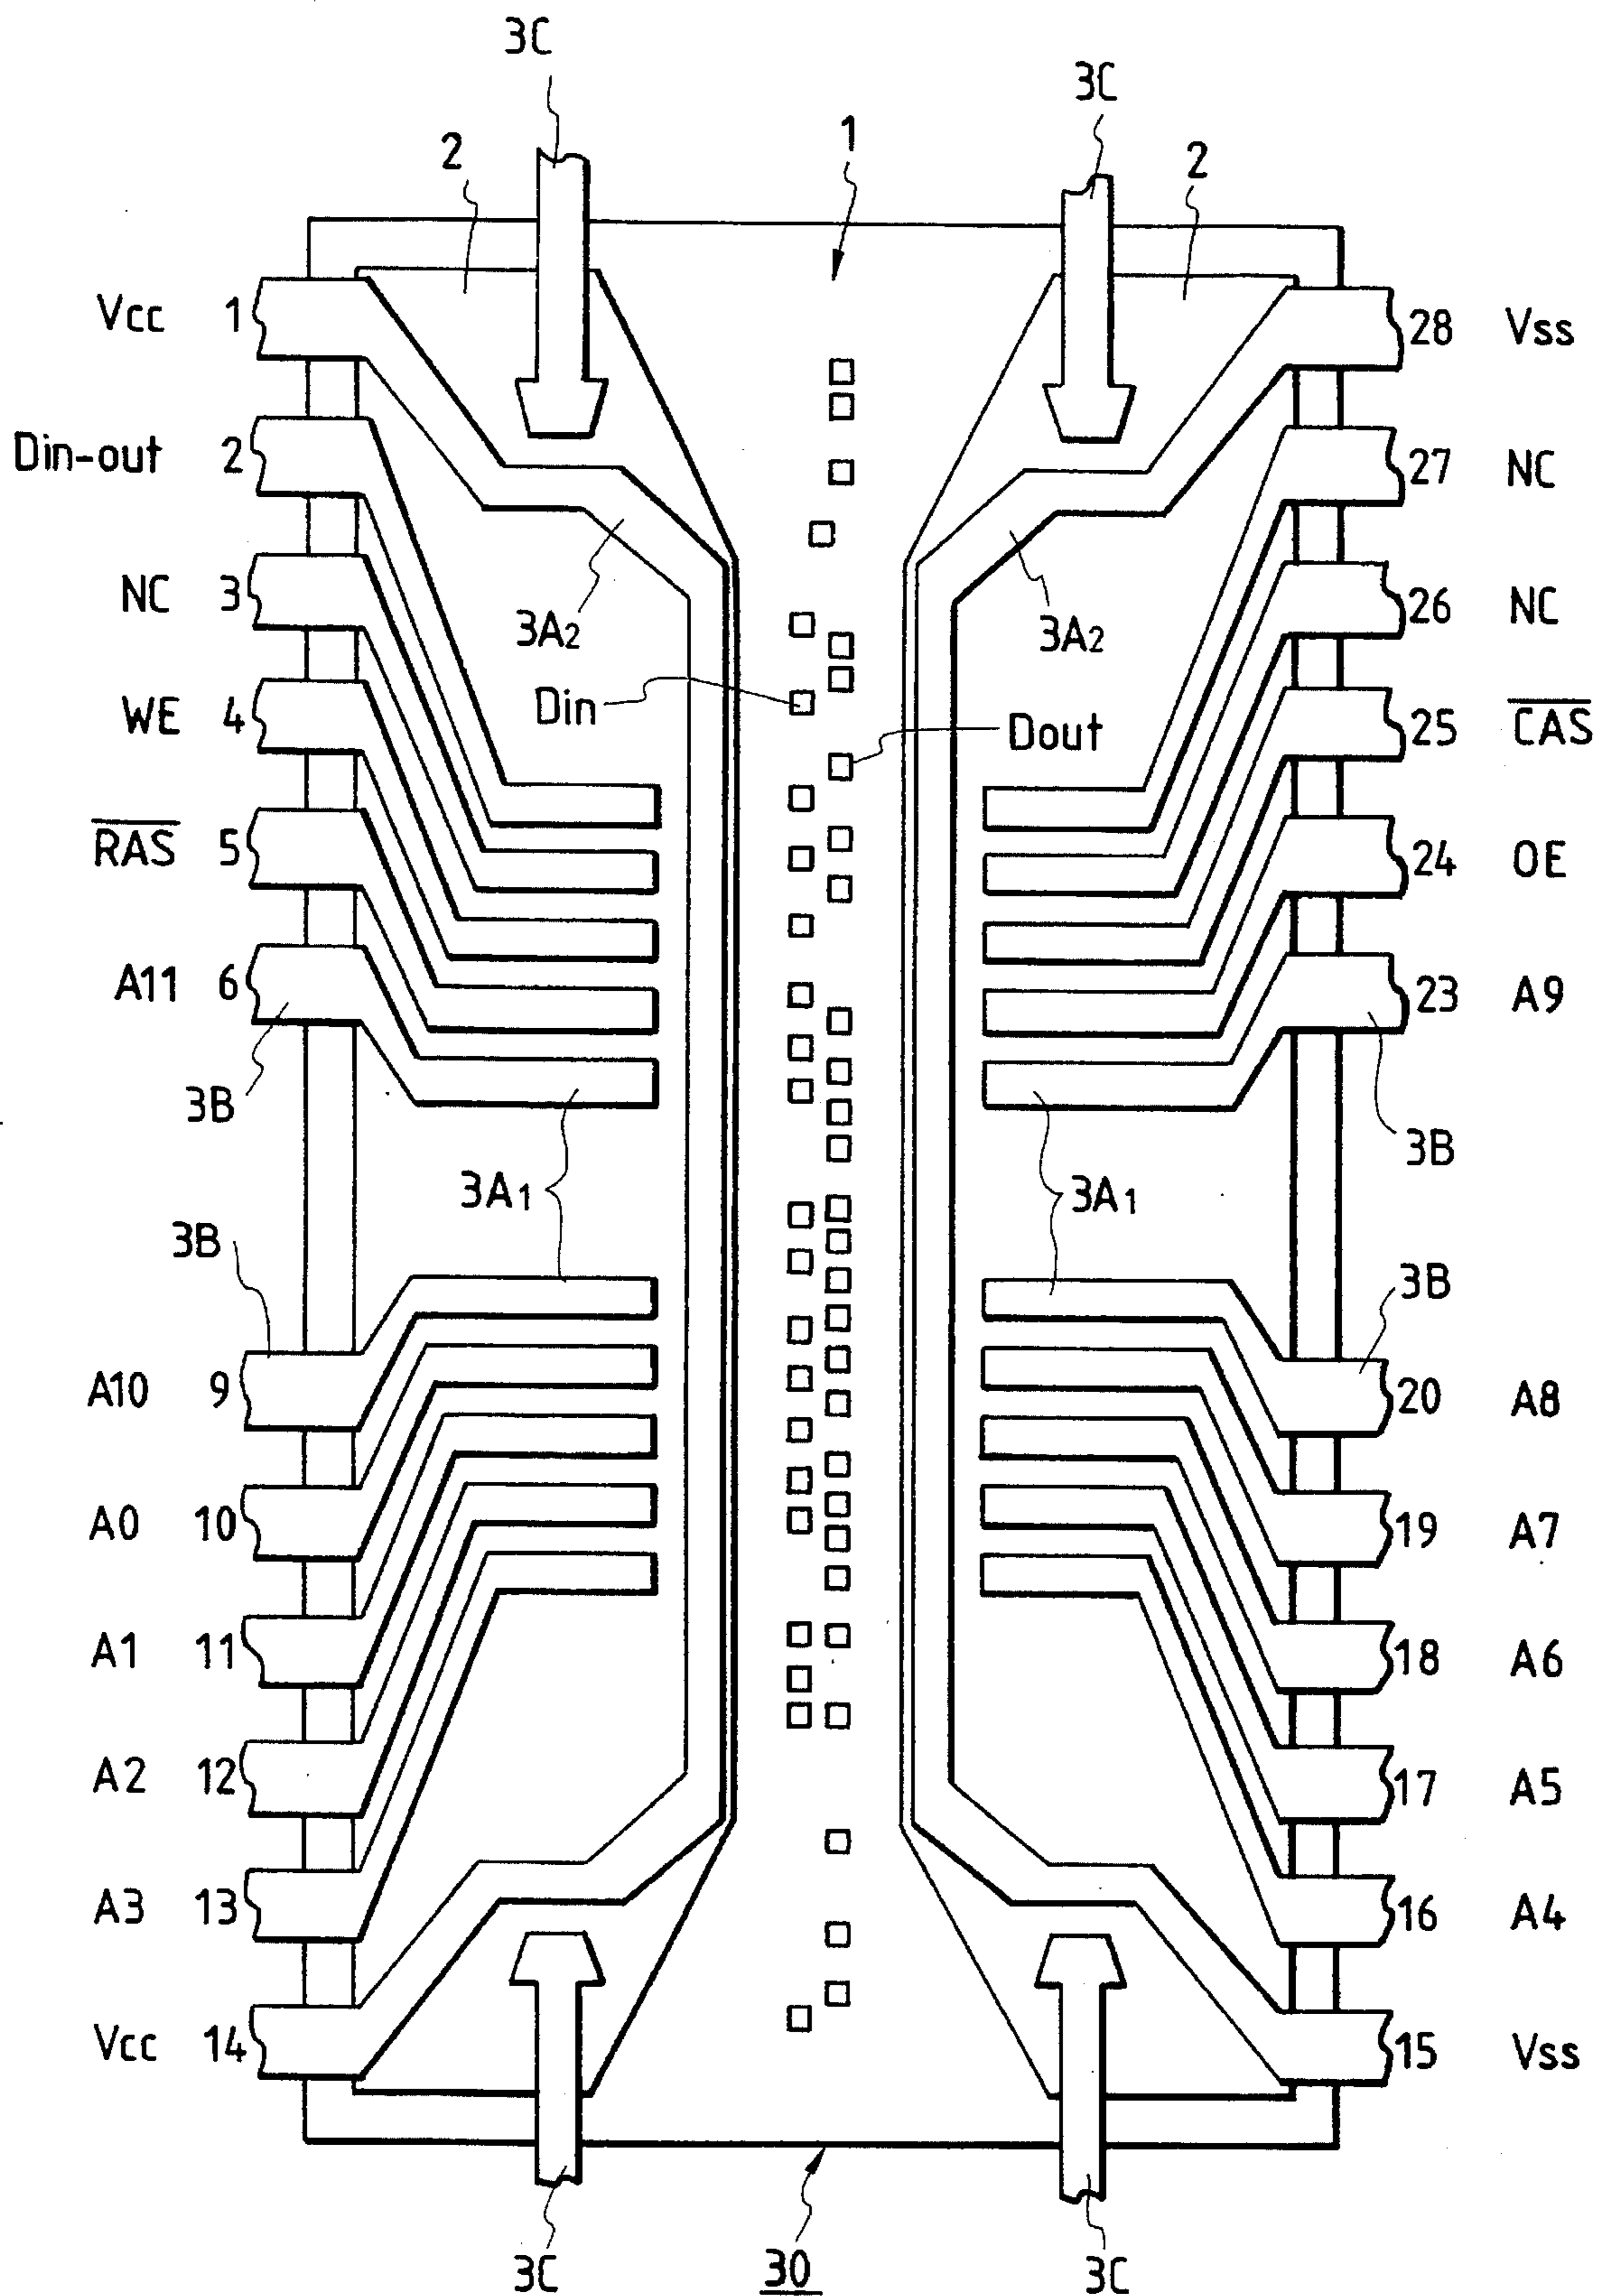 3C
3C
2
1
2
Vcc 1
28 Vss
Din-out 2
27 NC
NC 3
26 NC
3A2
3A2
Din
Dout
WE 4
25 C̅A̅S̅
R̅A̅S̅ 5
24 OE
A11 6
23 A9
3B
3B
3A1
3A1
3B
3B
A10 9
20 A8
A0 10
19 A7
A1 11
18 A6
A2 12
17 A5
A3 13
16 A4
Vcc 14
15 Vss
3C
30
3C